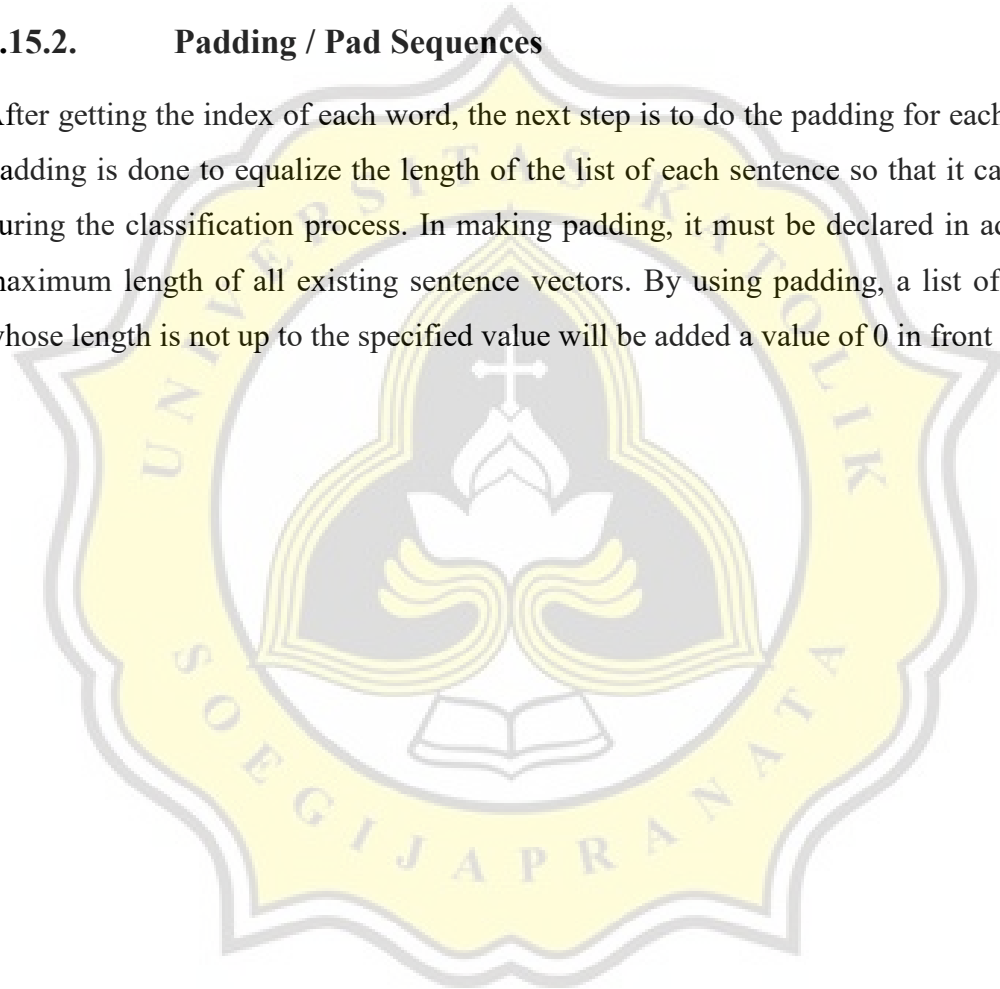 .15.2. Padding / Pad Sequences
After getting the index of each word, the next step is to do the padding for each
adding is done to equalize the length of the list of each sentence so that it ca
uring the classification process. In making padding, it must be declared in ad
maximum length of all existing sentence vectors. By using padding, a list of
whose length is not up to the specified value will be added a value of 0 in front
UNIVERSITAS KATOLIK
SOEGIJAPRANATA